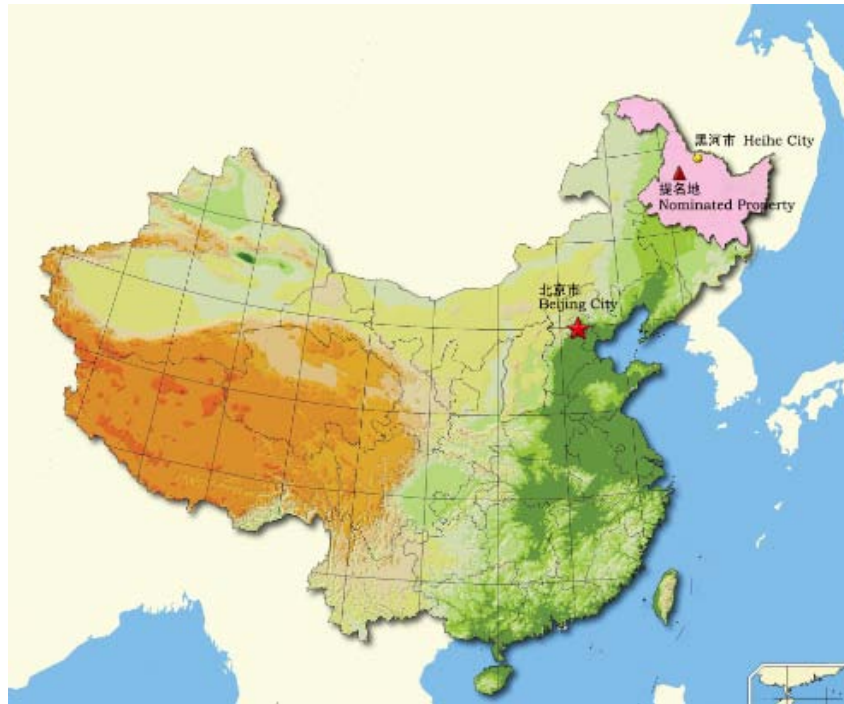 黑河市 Heihe City
提名地
Nominated Property
北京市
Beijing City